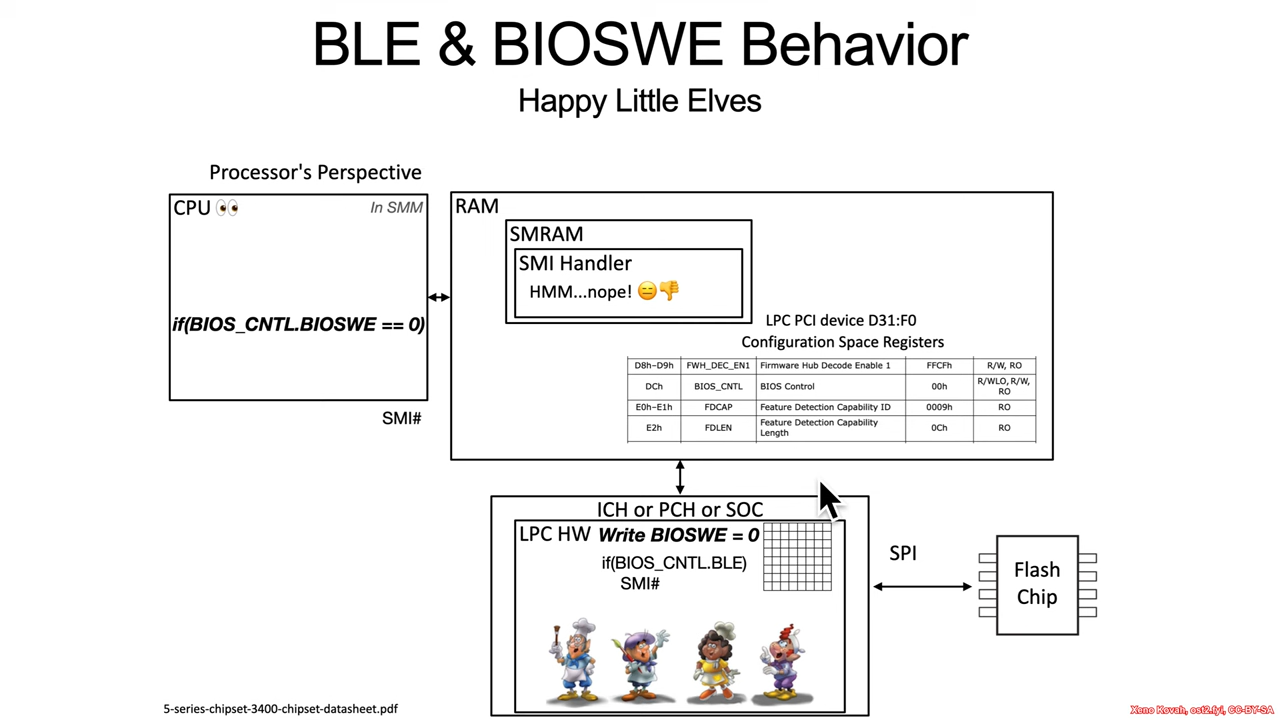 BLE & BIOSWE Behavior
Happy Little Elves
Processor's Perspective
CPU 👀
In SMM
if(BIOS_CNTL.BIOSWE == 0)
SMI#
RAM
SMRAM
SMI Handler
HMM...nope! 😑👎
LPC PCI device D31:F0
Configuration Space Registers
D8h–D9h FWH_DEC_EN1 Firmware Hub Decode Enable 1 FFCFh R/W, RO
DCh BIOS_CNTL BIOS Control 00h R/WLO, R/W,
RO
E0h–E1h FDCAP Feature Detection Capability ID 0009h RO
E2h FDLEN Feature Detection Capability
Length 0Ch RO
ICH or PCH or SOC
LPC HW Write BIOSWE = 0
if(BIOS_CNTL.BLE)
SMI#
SPI
Flash
Chip
5-series-chipset-3400-chipset-datasheet.pdf
Xeno Kovah, ost2.fyi, CC-BY-SA